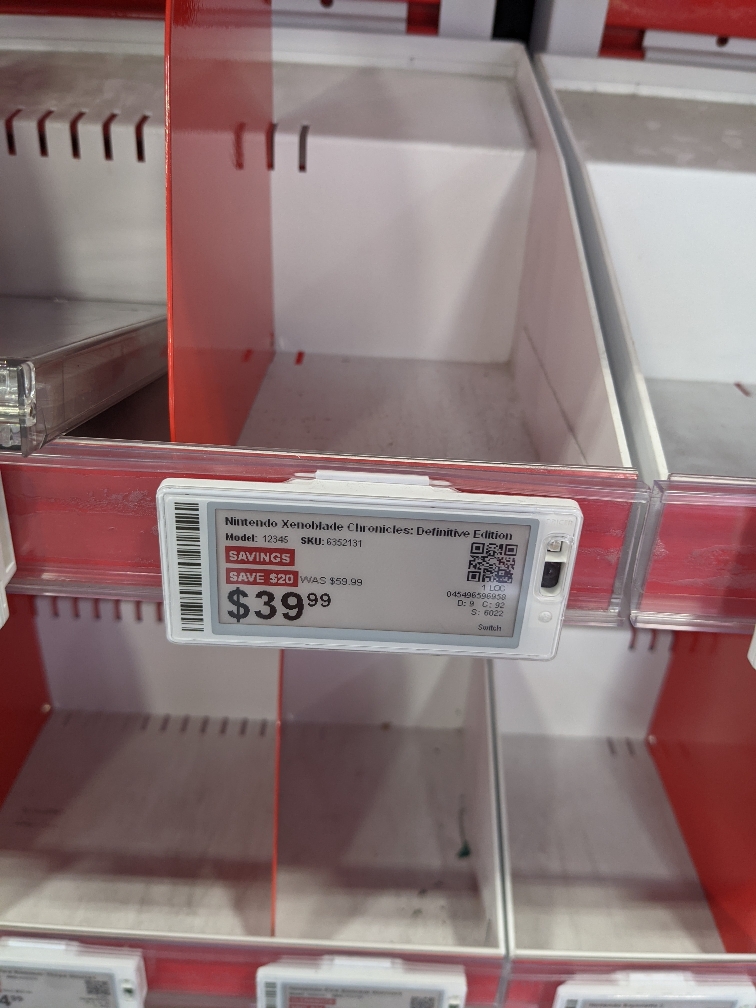 Nintendo Xenoblade Chronicles: Definitive Edition
Model: 12345 SKU: 6352131
SAVINGS
SAVE $20 WAS $59.99
$39.99
1 LOC
045496596958
D: 9 C: 92
S: 6022
Switch